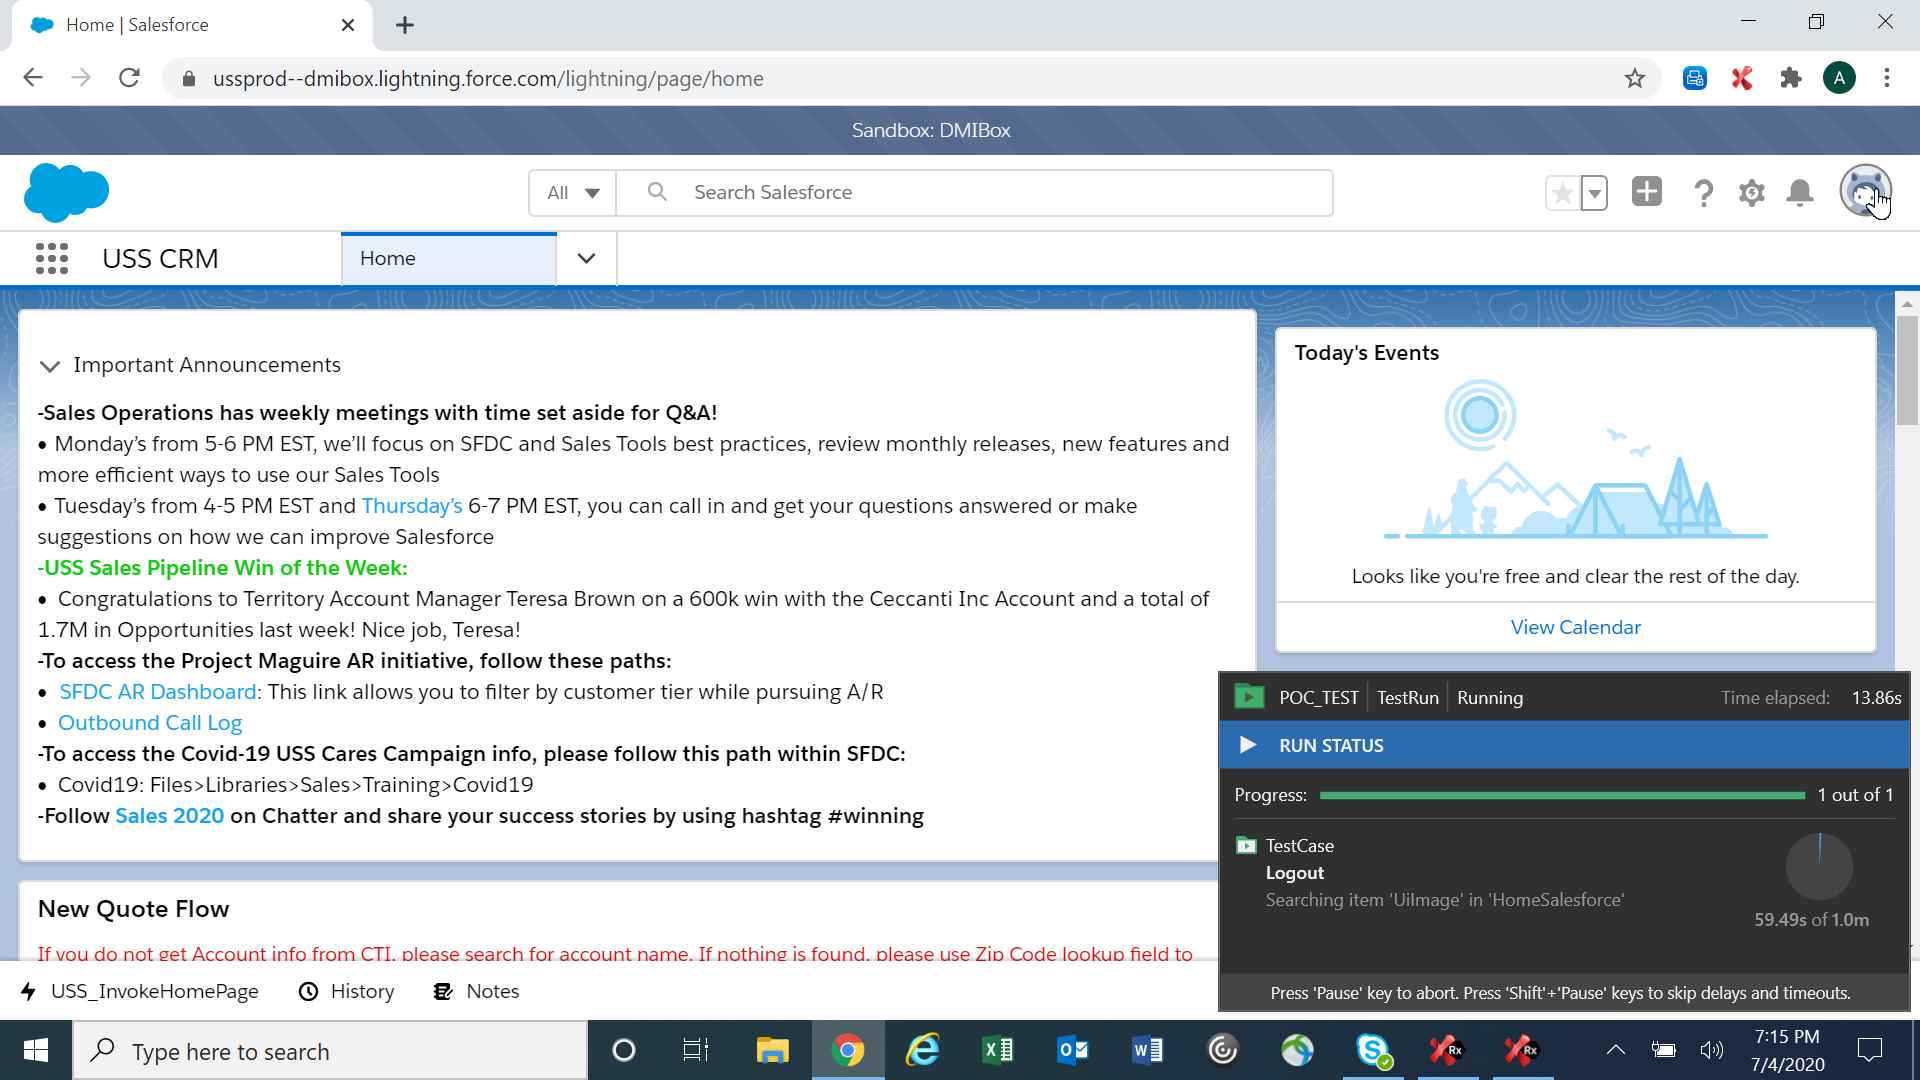 Home | Salesforce
ussprod--dmibox.lightning.force.com/lightning/page/home
A
Sandbox: DMIBox
All
Search Salesforce
USS CRM
Home
Important Announcements
-Sales Operations has weekly meetings with time set aside for Q&A!
• Monday’s from 5-6 PM EST, we’ll focus on SFDC and Sales Tools best practices, review monthly releases, new features and
more efficient ways to use our Sales Tools
• Tuesday’s from 4-5 PM EST and Thursday’s 6-7 PM EST, you can call in and get your questions answered or make
suggestions on how we can improve Salesforce
-USS Sales Pipeline Win of the Week:
• Congratulations to Territory Account Manager Teresa Brown on a 600k win with the Ceccanti Inc Account and a total of
1.7M in Opportunities last week! Nice job, Teresa!
-To access the Project Maguire AR initiative, follow these paths:
• SFDC AR Dashboard: This link allows you to filter by customer tier while pursuing A/R
• Outbound Call Log
-To access the Covid-19 USS Cares Campaign info, please follow this path within SFDC:
• Covid19: Files>Libraries>Sales>Training>Covid19
-Follow Sales 2020 on Chatter and share your success stories by using hashtag #winning
New Quote Flow
If you do not get Account info from CTI, please search for account name. If nothing is found, please use Zip Code lookup field to
Today's Events
Looks like you're free and clear the rest of the day.
View Calendar
POC_TEST TestRun Running Time elapsed: 13.86s
RUN STATUS
Progress: 1 out of 1
TestCase
Logout
Searching item 'UiImage' in 'HomeSalesforce'
59.49s of 1.0m
Press 'Pause' key to abort. Press 'Shift'+'Pause' keys to skip delays and timeouts.
USS_InvokeHomePage
History
Notes
Type here to search
Rx
Rx
7:15 PM
7/4/2020